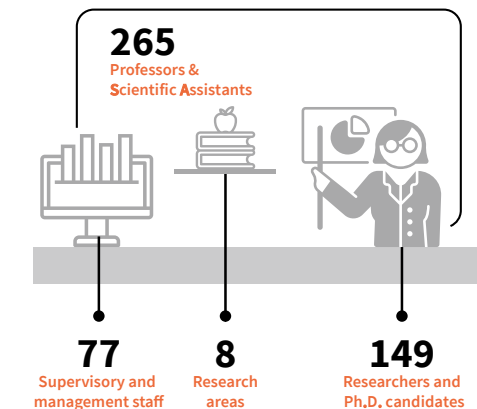 265
Professors &
Scientific Assistants
77
Supervisory and
management staff
8
Research
areas
149
Researchers and
Ph.D. candidates